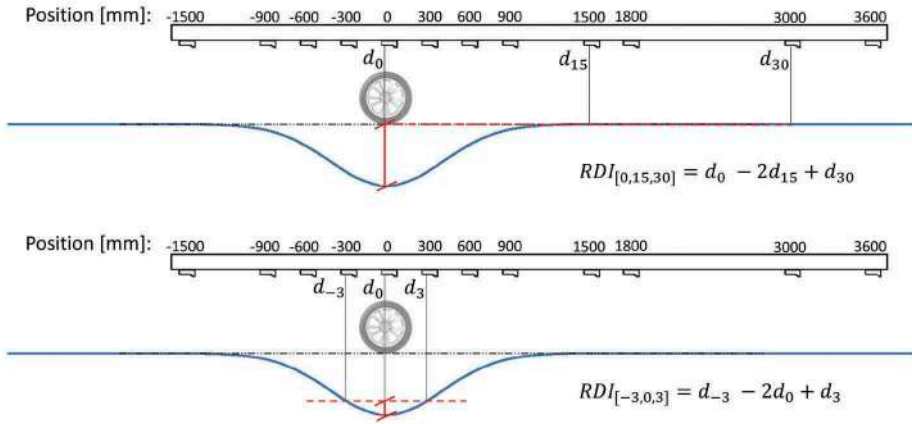 Position [mm]: -1500 -900 -600 -300 0 300 600 900 1500 1800 3000 3600
d₀ d₁₅ d₃₀
RDI[0,15,30] = d₀ − 2d₁₅ + d₃₀
Position [mm]: -1500 -900 -600 -300 0 300 600 900 1500 1800 3000 3600
d₋₃ d₀ d₃
RDI[−3,0,3] = d₋₃ − 2d₀ + d₃